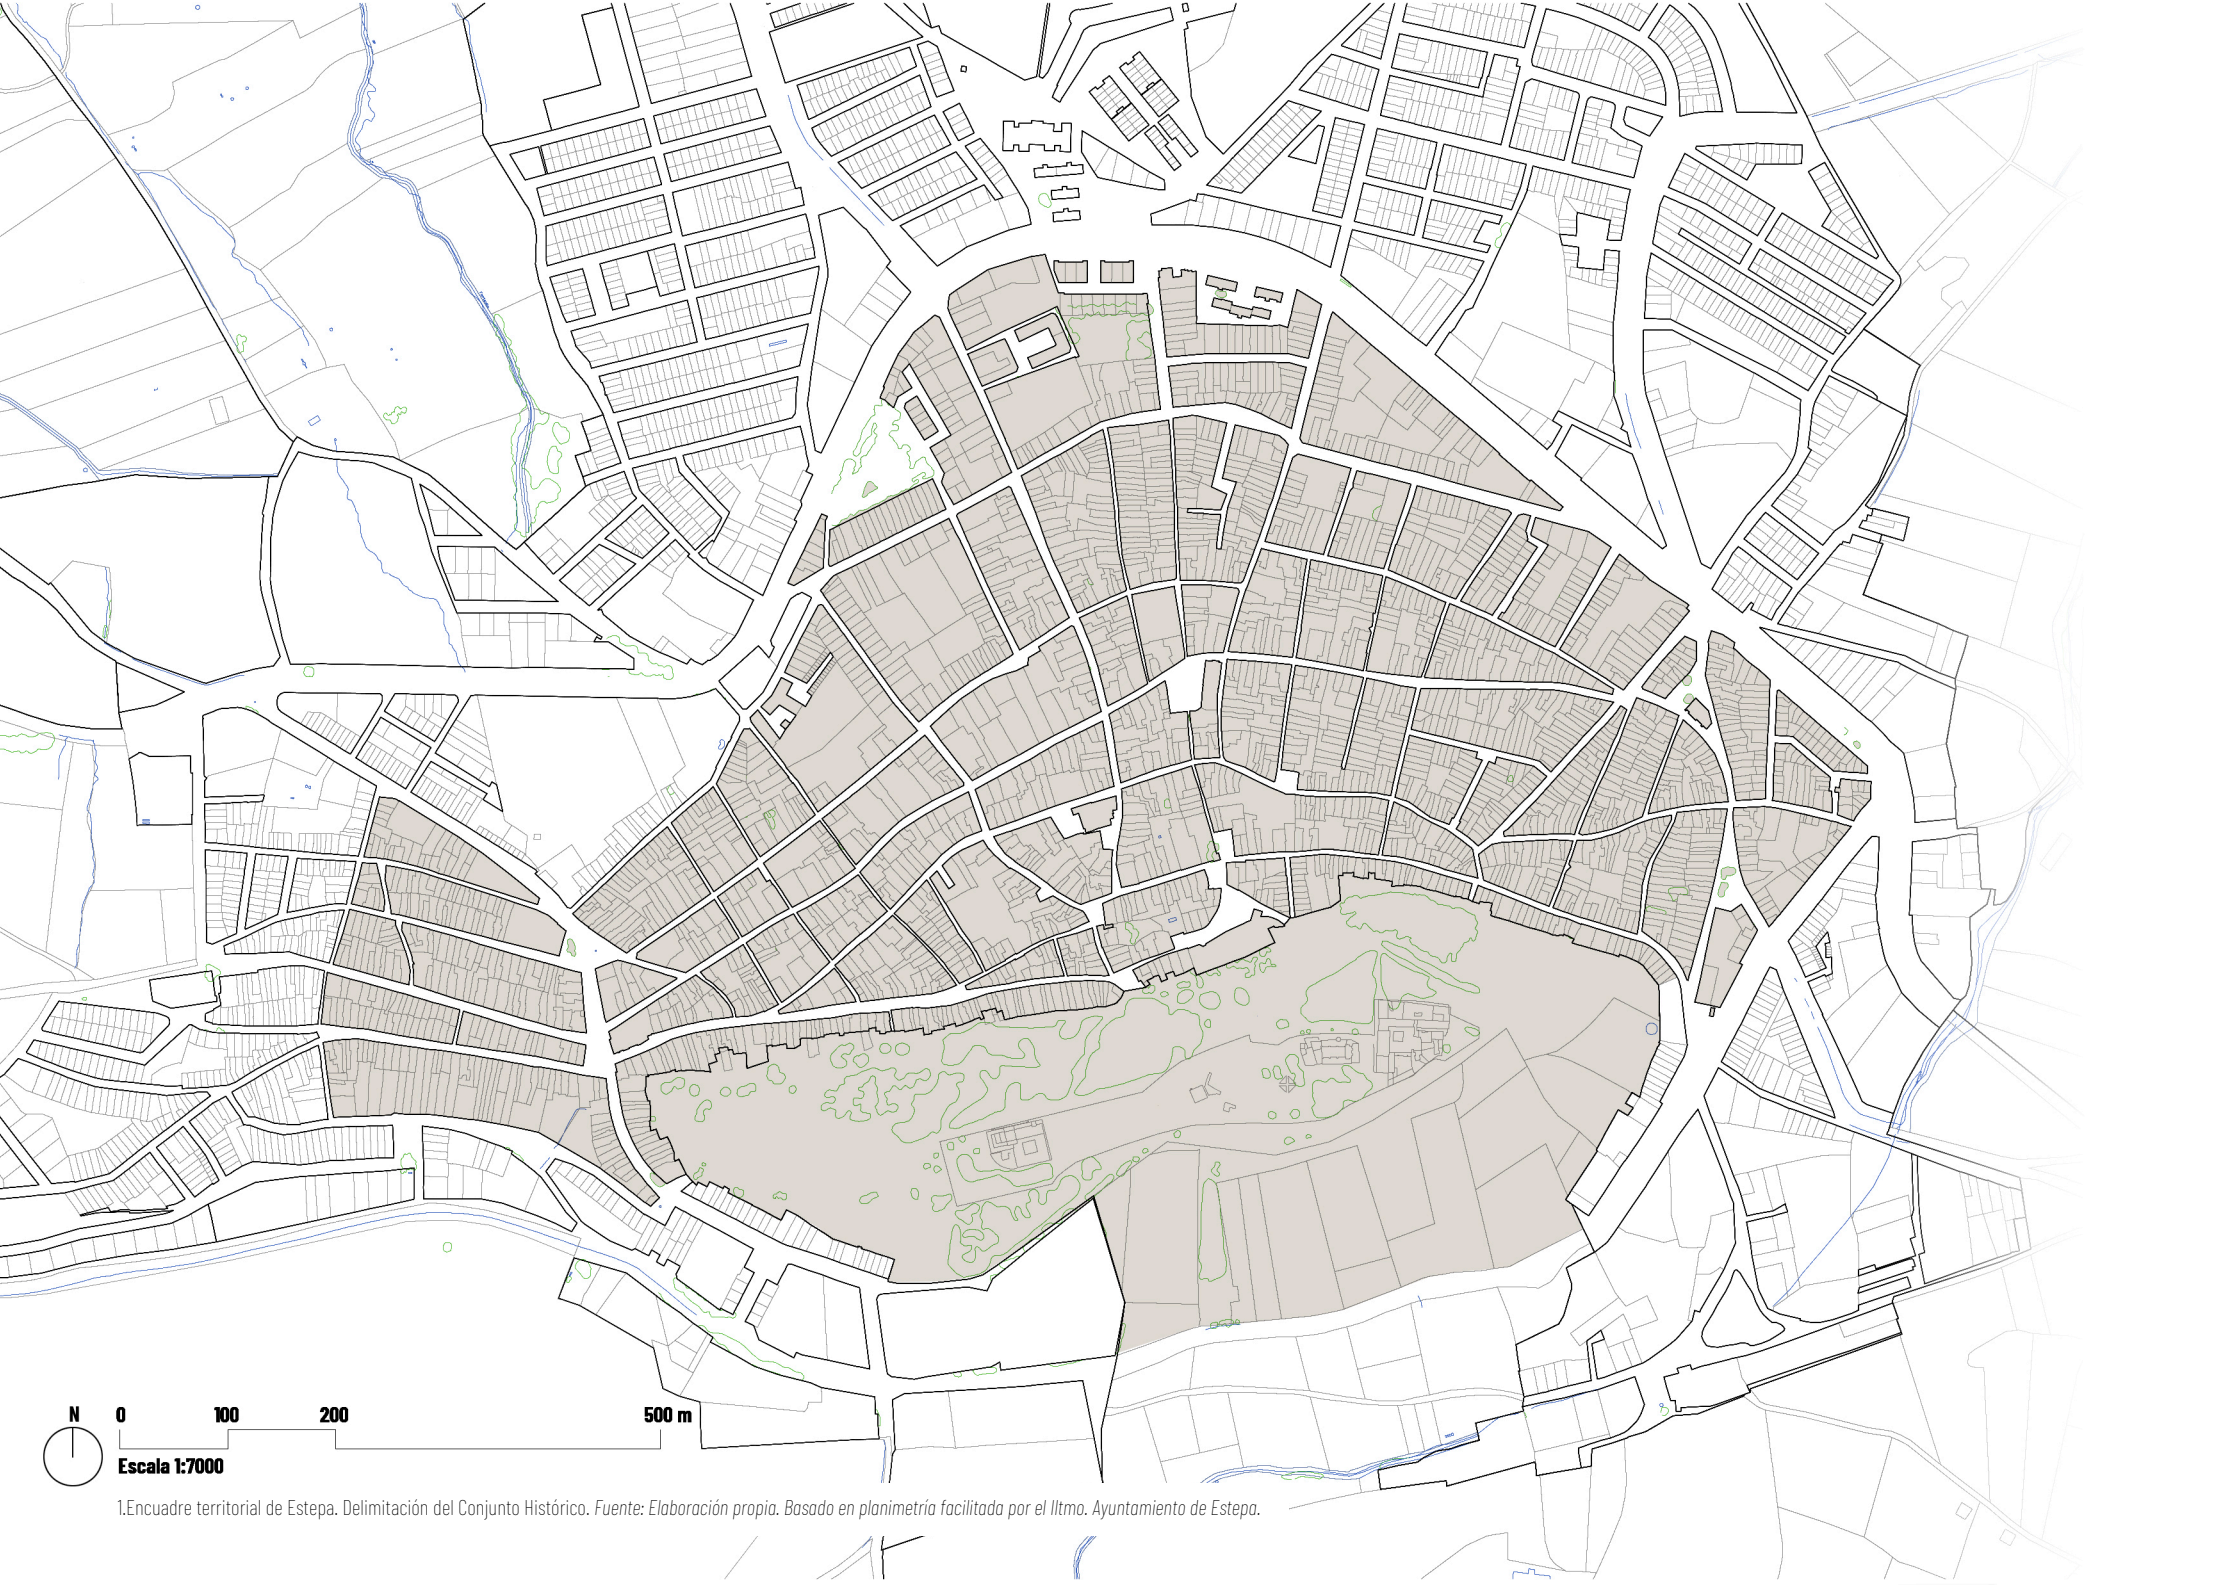 N 0 100 200 500 m
Escala 1:7000
1.Encuadre territorial de Estepa. Delimitación del Conjunto Histórico. Fuente: Elaboración propia. Basado en planimetría facilitada por el Iltmo. Ayuntamiento de Estepa.